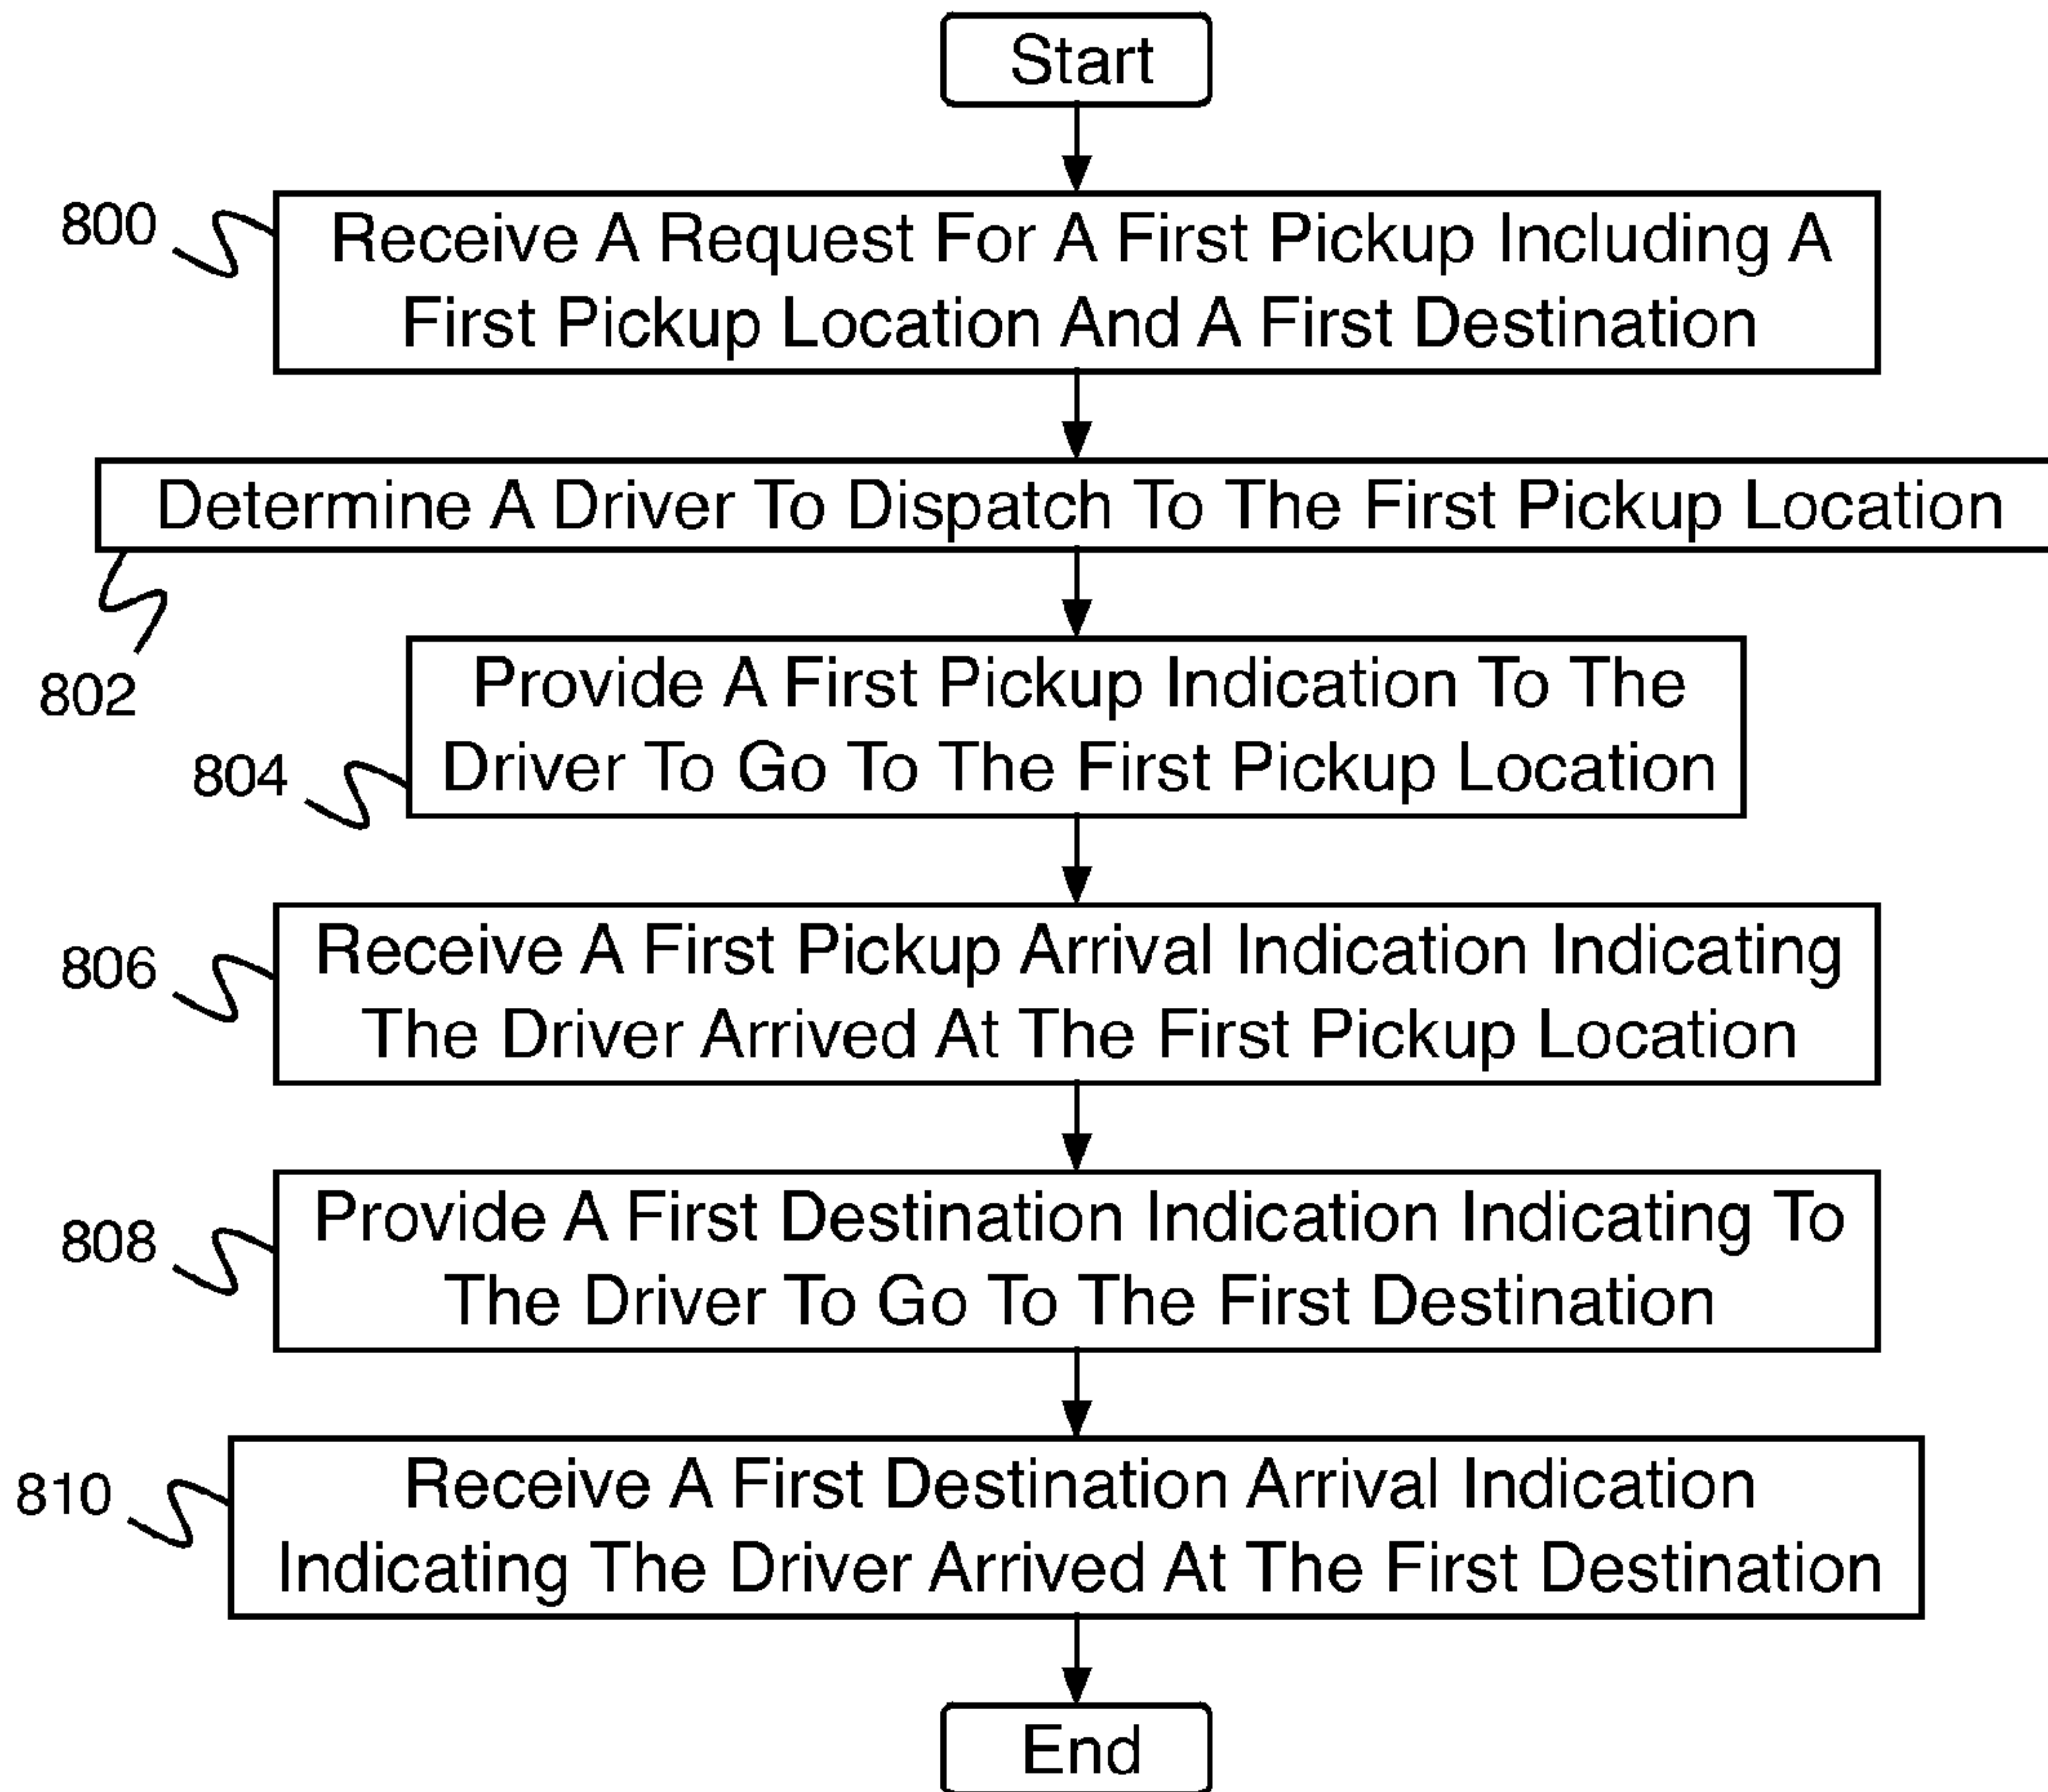 Start
800
Receive A Request For A First Pickup Including A
First Pickup Location And A First Destination
Determine A Driver To Dispatch To The First Pickup Location
802
Provide A First Pickup Indication To The
Driver To Go To The First Pickup Location
804
806
Receive A First Pickup Arrival Indication Indicating
The Driver Arrived At The First Pickup Location
808
Provide A First Destination Indication Indicating To
The Driver To Go To The First Destination
810
Receive A First Destination Arrival Indication
Indicating The Driver Arrived At The First Destination
End